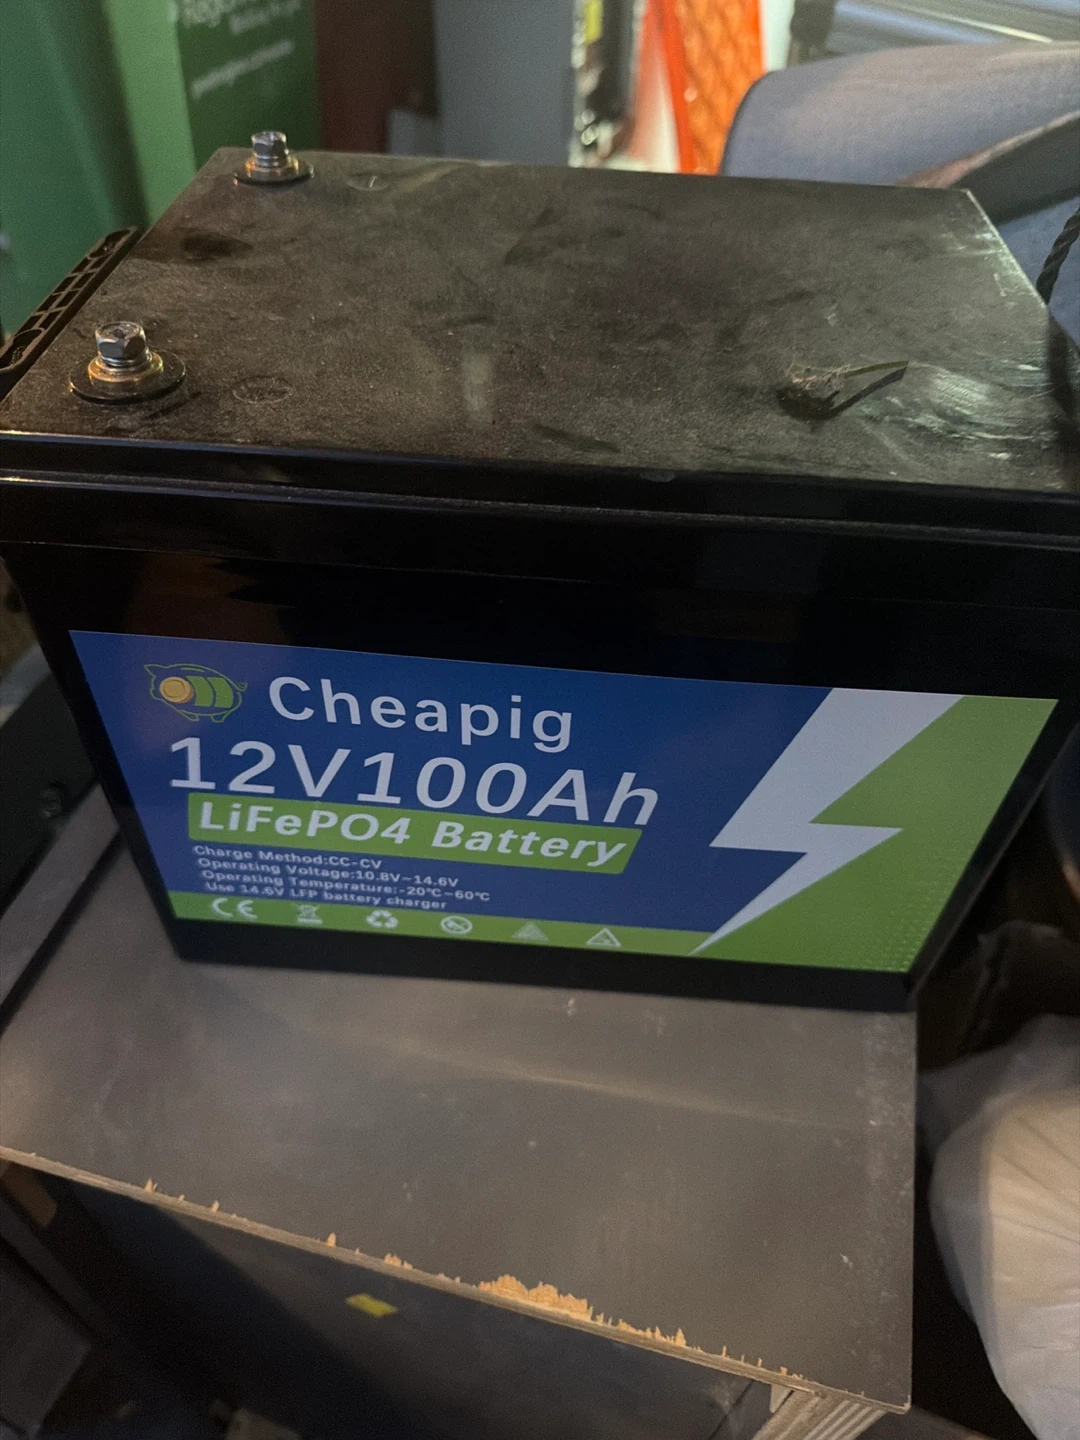 Cheapig
12V100Ah
LiFePO4 Battery
Charge Method:CC-CV
Operating Voltage:10.8V~14.6V
Operating Temperature:-20℃~60℃
Use 14.6V LFP battery charger
CE